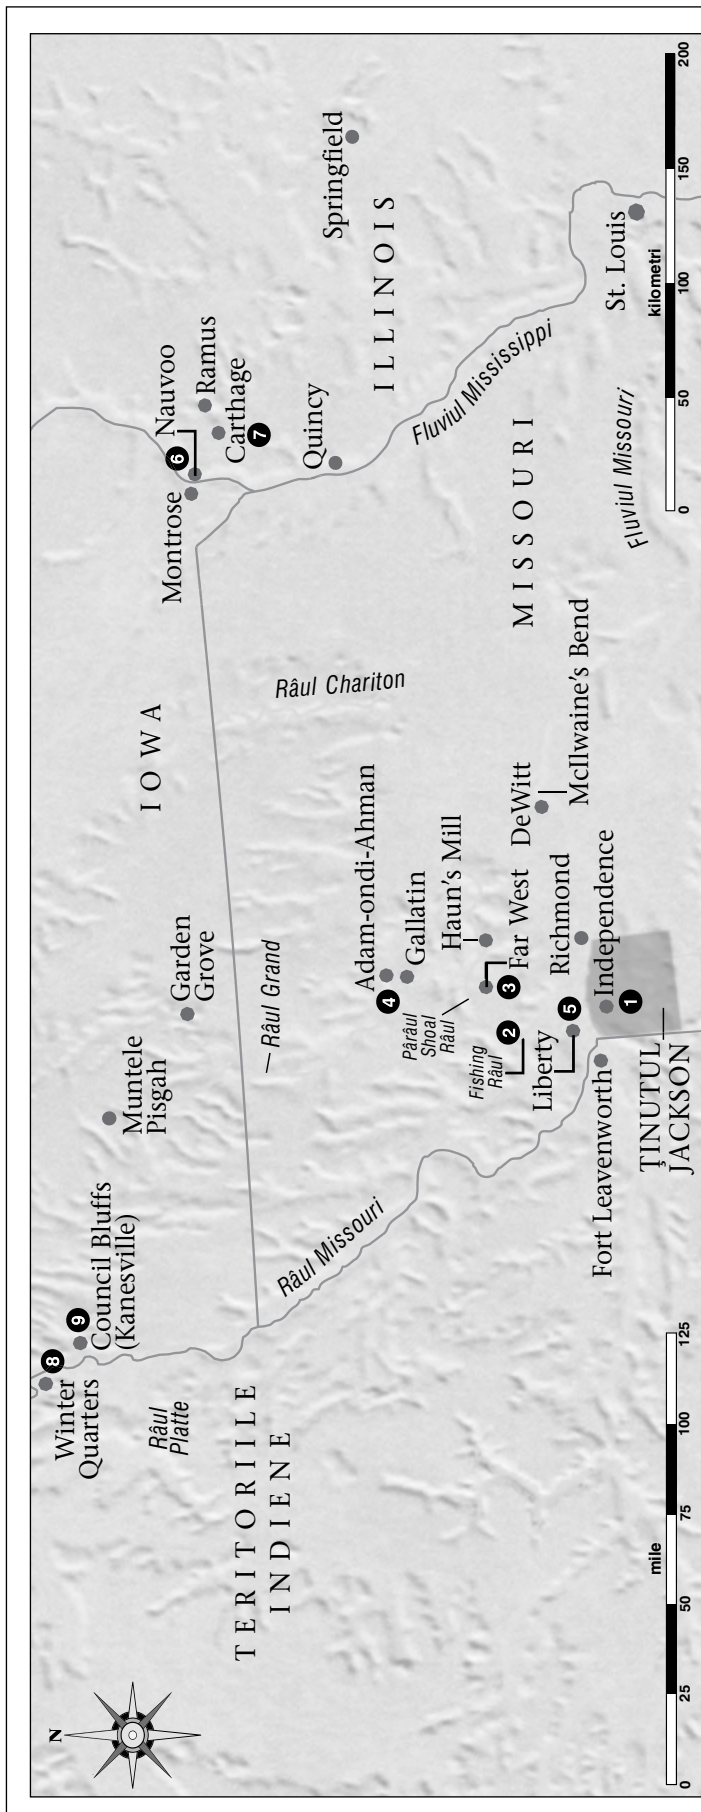 N
Winter
Quarters
8
9
Council Bluffs
(Kanesville)
Râul
Platte
Muntele
Pisgah
Garden
Grove
IOWA
Montrose
6
Nauvoo
Ramus
Carthage
7
Quincy
Springfield
ILLINOIS
TERITORIILE
INDIENE
Râul Missouri
Râul Grand
Râul Chariton
Adam-ondi-Ahman
4
Gallatin
Pârâul
Shoal
Râul
Haun's Mill
3
Far West
Fishing
Râul
2
Liberty
5
DeWitt
McIlwaine's Bend
Richmond
Independence
1
Fort Leavenworth
ŢINUTUL
JACKSON
MISSOURI
Fluviul Mississippi
Fluviul Missouri
St. Louis
mile
0 25 50 75 100 125
kilometri
0 50 100 150 200